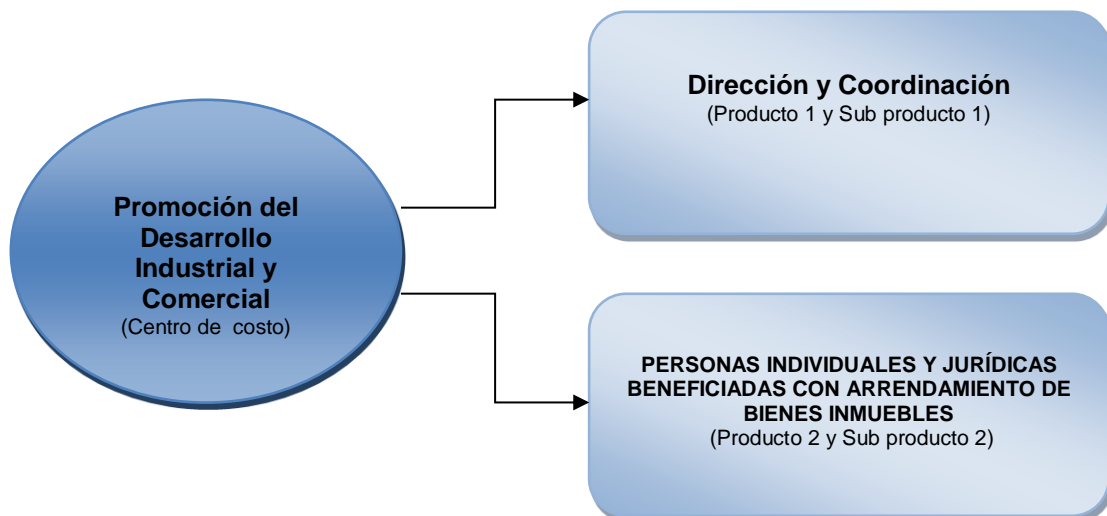 Promoción del
Desarrollo
Industrial y
Comercial
(Centro de costo)
Dirección y Coordinación
(Producto 1 y Sub producto 1)
PERSONAS INDIVIDUALES Y JURÍDICAS
BENEFICIADAS CON ARRENDAMIENTO DE
BIENES INMUEBLES
(Producto 2 y Sub producto 2)